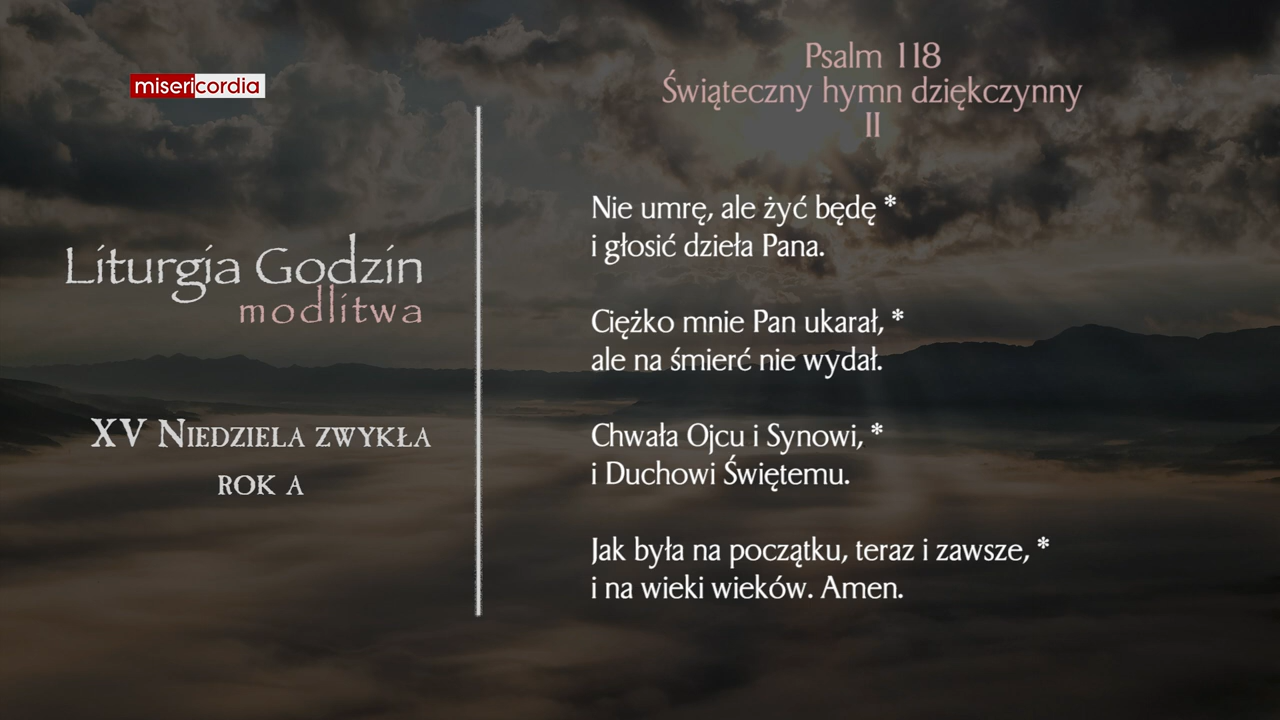 misericordia
Liturgia Godzin
modlitwa
XV Niedziela zwykła
rok A
Psalm 118
Świąteczny hymn dziękczynny
II
Nie umrę, ale żyć będę *
i głosić dzieła Pana.
Ciężko mnie Pan ukarał, *
ale na śmierć nie wydał.
Chwała Ojcu i Synowi, *
i Duchowi Świętemu.
Jak była na początku, teraz i zawsze, *
i na wieki wieków. Amen.